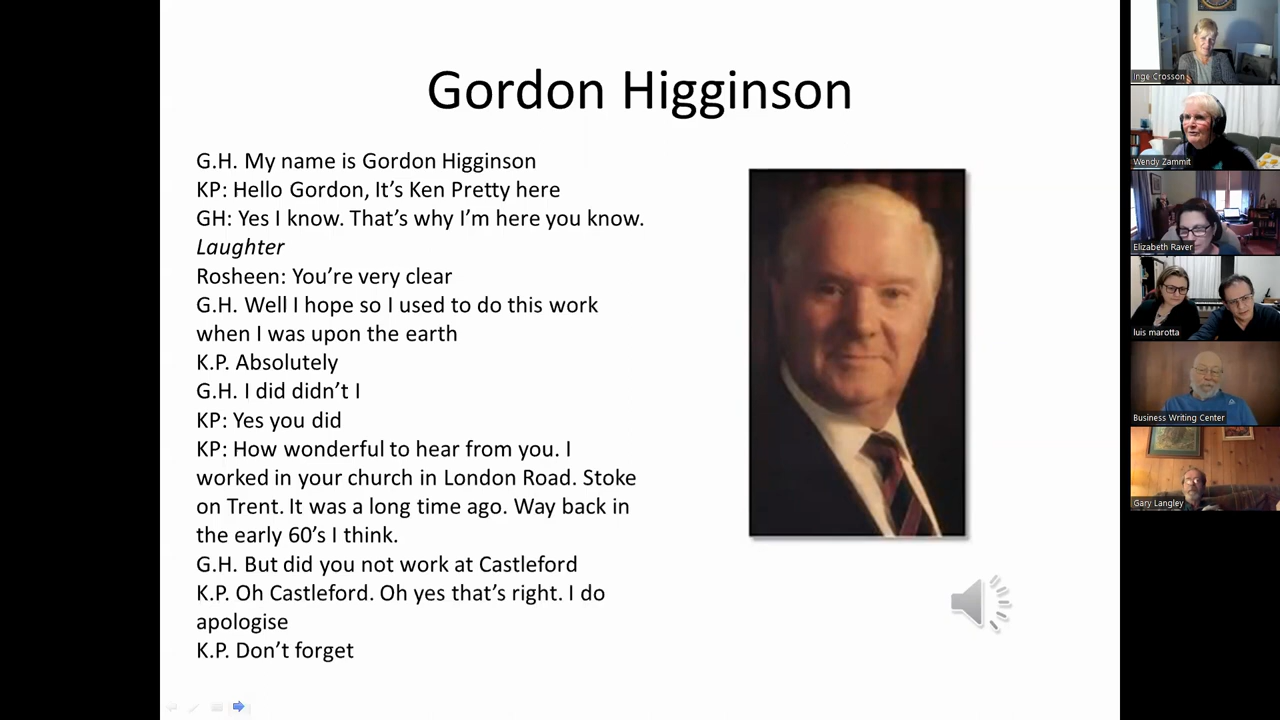 Gordon Higginson
G.H. My name is Gordon Higginson
KP: Hello Gordon, It’s Ken Pretty here
GH: Yes I know. That’s why I’m here you know.
Laughter
Rosheen: You’re very clear
G.H. Well I hope so I used to do this work
when I was upon the earth
K.P. Absolutely
G.H. I did didn’t I
KP: Yes you did
KP: How wonderful to hear from you. I
worked in your church in London Road. Stoke
on Trent. It was a long time ago. Way back in
the early 60’s I think.
G.H. But did you not work at Castleford
K.P. Oh Castleford. Oh yes that’s right. I do
apologise
K.P. Don’t forget
Inge Crosson
Wendy Zammit
Elizabeth Raver
luis marotta
Business Writing Center
Gary Langley